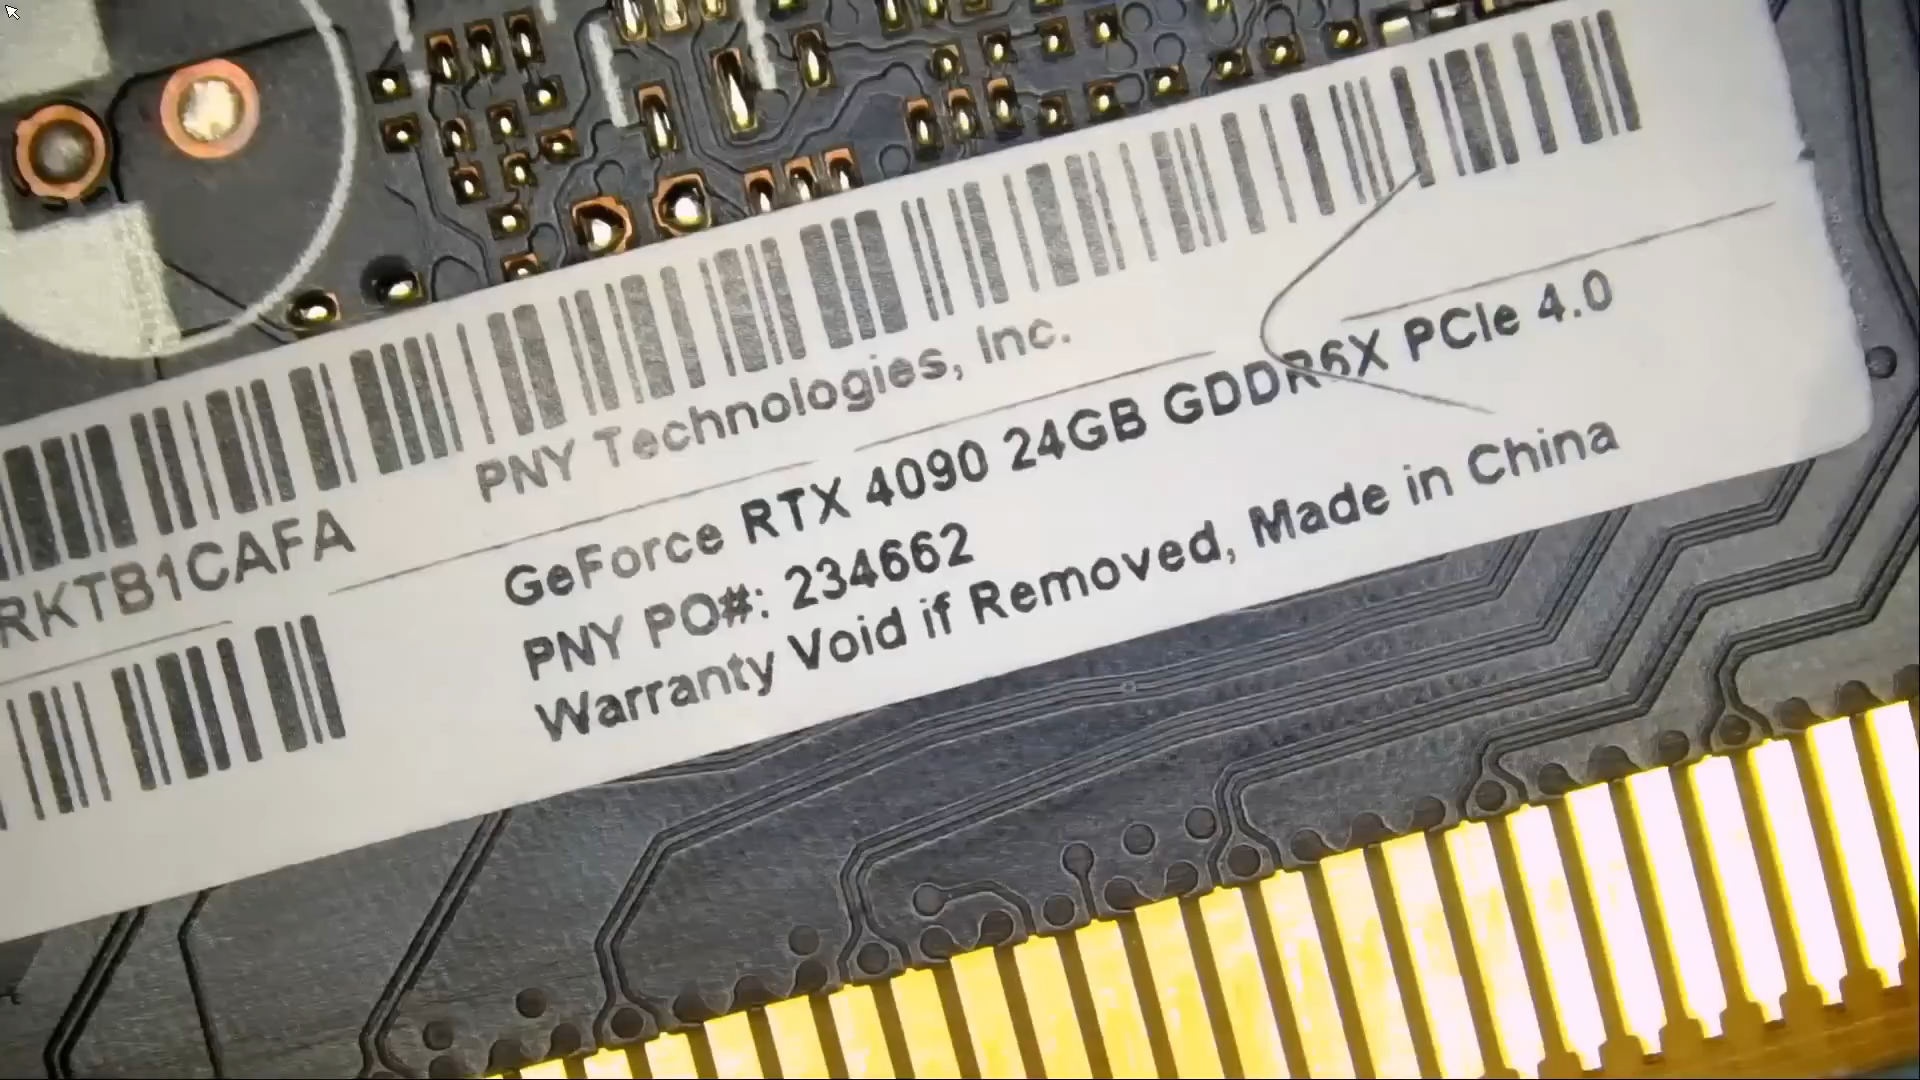 PNY Technologies, Inc.
RKTB1CAFA
GeForce RTX 4090 24GB GDDR6X PCIe 4.0
PNY PO#: 234662
Warranty Void if Removed, Made in China